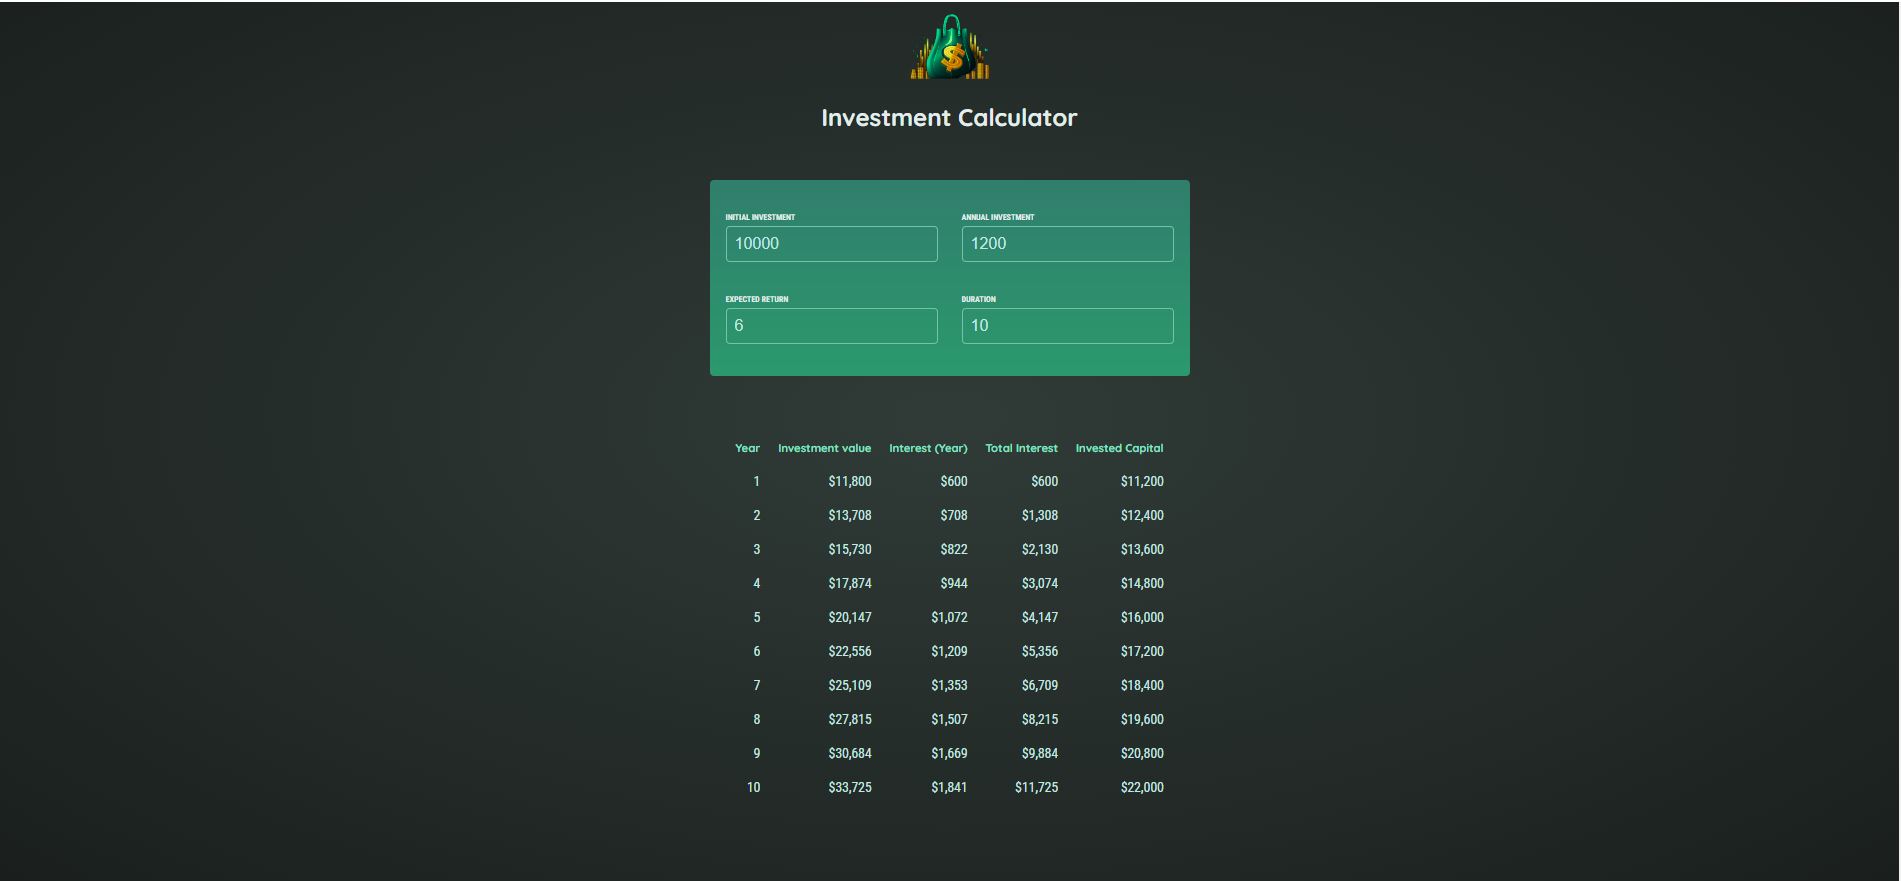 $
Investment Calculator
INITIAL INVESTMENT ANNUAL INVESTMENT
10000 1200
EXPECTED RETURN DURATION
6 10
Year Investment value Interest (Year) Total Interest Invested Capital
1 $11,800 $600 $600 $11,200
2 $13,708 $708 $1,308 $12,400
3 $15,730 $822 $2,130 $13,600
4 $17,874 $944 $3,074 $14,800
5 $20,147 $1,072 $4,147 $16,000
6 $22,556 $1,209 $5,356 $17,200
7 $25,109 $1,353 $6,709 $18,400
8 $27,815 $1,507 $8,215 $19,600
9 $30,684 $1,669 $9,884 $20,800
10 $33,725 $1,841 $11,725 $22,000